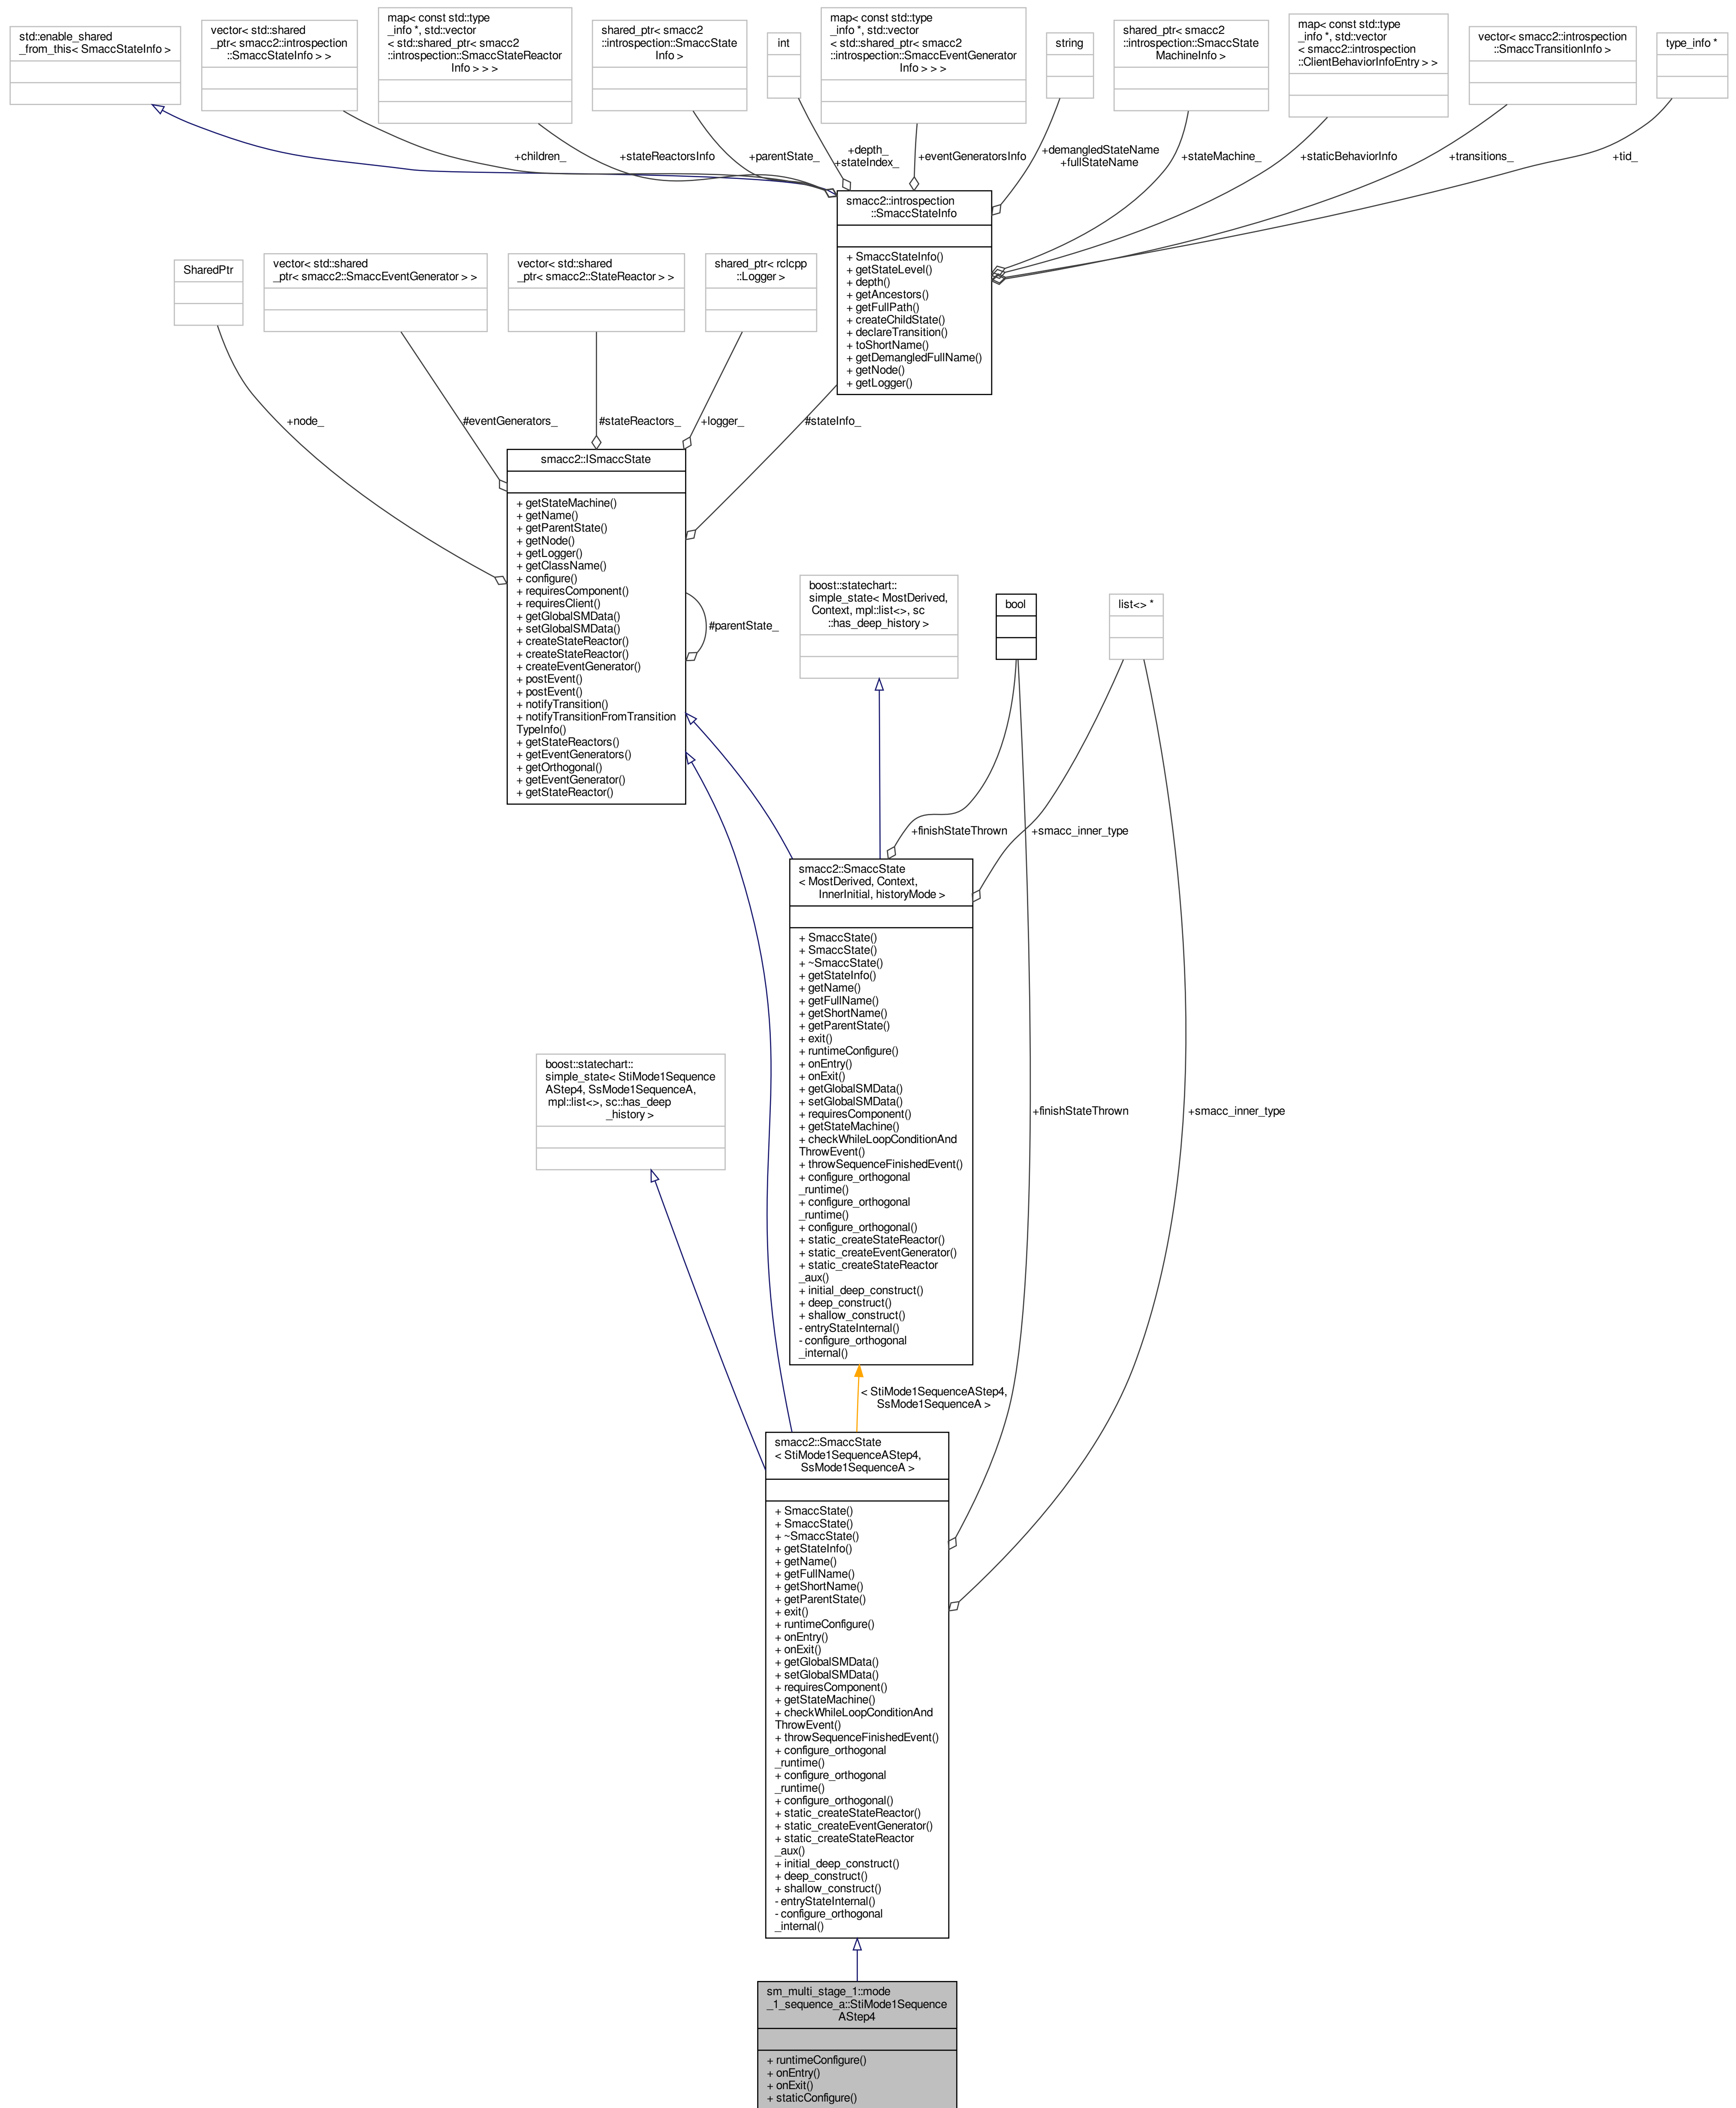 std::enable_shared
_from_this< SmaccStateInfo >
vector< std::shared
_ptr< smacc2::introspection
::SmaccStateInfo > >
map< const std::type
_info *, std::vector
< std::shared_ptr< smacc2
::introspection::SmaccStateReactor
Info > > >
shared_ptr< smacc2
::introspection::SmaccState
Info >
int
map< const std::type
_info *, std::vector
< std::shared_ptr< smacc2
::introspection::SmaccEventGenerator
Info > > >
string
shared_ptr< smacc2
::introspection::SmaccState
MachineInfo >
map< const std::type
_info *, std::vector
< smacc2::introspection
::ClientBehaviorInfoEntry > >
vector< smacc2::introspection
::SmaccTransitionInfo >
type_info *
+children_
+stateReactorsInfo
+parentState_
+depth_
+stateIndex_
+eventGeneratorsInfo
+demangledStateName
+fullStateName
+stateMachine_
+staticBehaviorInfo
+transitions_
+tid_
smacc2::introspection
::SmaccStateInfo
+ SmaccStateInfo()
+ getStateLevel()
+ depth()
+ getAncestors()
+ getFullPath()
+ createChildState()
+ declareTransition()
+ toShortName()
+ getDemangledFullName()
+ getNode()
+ getLogger()
SharedPtr
vector< std::shared
_ptr< smacc2::SmaccEventGenerator > >
vector< std::shared
_ptr< smacc2::StateReactor > >
shared_ptr< rclcpp
::Logger >
+node_
#eventGenerators_
#stateReactors_
+logger_
#stateInfo_
smacc2::ISmaccState
+ getStateMachine()
+ getName()
+ getParentState()
+ getNode()
+ getLogger()
+ getClassName()
+ configure()
+ requiresComponent()
+ requiresClient()
+ getGlobalSMData()
+ setGlobalSMData()
+ createStateReactor()
+ createStateReactor()
+ createEventGenerator()
+ postEvent()
+ postEvent()
+ notifyTransition()
+ notifyTransitionFromTransition
TypeInfo()
+ getStateReactors()
+ getEventGenerators()
+ getOrthogonal()
+ getEventGenerator()
+ getStateReactor()
#parentState_
boost::statechart::
simple_state< MostDerived,
Context, mpl::list<>, sc
::has_deep_history >
bool
list<> *
+finishStateThrown
+smacc_inner_type
smacc2::SmaccState
< MostDerived, Context,
InnerInitial, historyMode >
+ SmaccState()
+ SmaccState()
+ ~SmaccState()
+ getStateInfo()
+ getName()
+ getFullName()
+ getShortName()
+ getParentState()
+ exit()
+ runtimeConfigure()
+ onEntry()
+ onExit()
+ getGlobalSMData()
+ setGlobalSMData()
+ requiresComponent()
+ getStateMachine()
+ checkWhileLoopConditionAnd
ThrowEvent()
+ throwSequenceFinishedEvent()
+ configure_orthogonal
_runtime()
+ configure_orthogonal
_runtime()
+ configure_orthogonal()
+ static_createStateReactor()
+ static_createEventGenerator()
+ static_createStateReactor
_aux()
+ initial_deep_construct()
+ deep_construct()
+ shallow_construct()
- entryStateInternal()
- configure_orthogonal
_internal()
boost::statechart::
simple_state< StiMode1Sequence
AStep4, SsMode1SequenceA,
mpl::list<>, sc::has_deep
_history >
+finishStateThrown
+smacc_inner_type
< StiMode1SequenceAStep4,
SsMode1SequenceA >
smacc2::SmaccState
< StiMode1SequenceAStep4,
SsMode1SequenceA >
+ SmaccState()
+ SmaccState()
+ ~SmaccState()
+ getStateInfo()
+ getName()
+ getFullName()
+ getShortName()
+ getParentState()
+ exit()
+ runtimeConfigure()
+ onEntry()
+ onExit()
+ getGlobalSMData()
+ setGlobalSMData()
+ requiresComponent()
+ getStateMachine()
+ checkWhileLoopConditionAnd
ThrowEvent()
+ throwSequenceFinishedEvent()
+ configure_orthogonal
_runtime()
+ configure_orthogonal
_runtime()
+ configure_orthogonal()
+ static_createStateReactor()
+ static_createEventGenerator()
+ static_createStateReactor
_aux()
+ initial_deep_construct()
+ deep_construct()
+ shallow_construct()
- entryStateInternal()
- configure_orthogonal
_internal()
sm_multi_stage_1::mode
_1_sequence_a::StiMode1Sequence
AStep4
+ runtimeConfigure()
+ onEntry()
+ onExit()
+ staticConfigure()